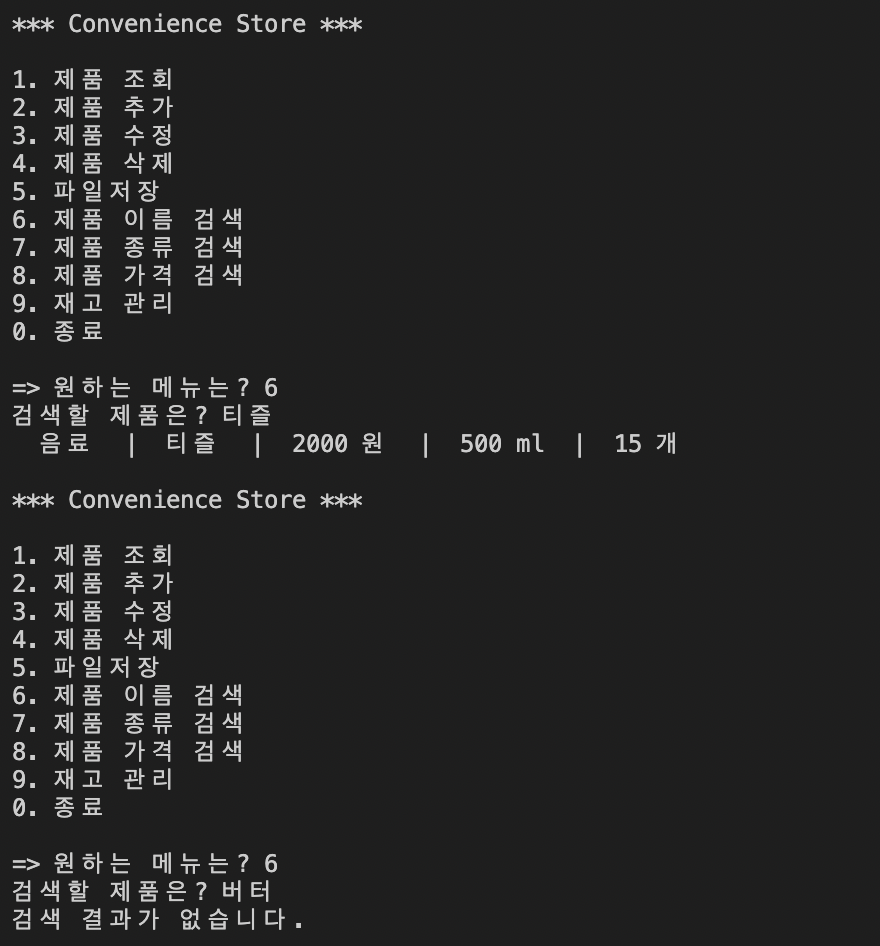 *** Convenience Store ***
1. 제품 조회
2. 제품 추가
3. 제품 수정
4. 제품 삭제
5. 파일저장
6. 제품 이름 검색
7. 제품 종류 검색
8. 제품 가격 검색
9. 재고 관리
0. 종료
=> 원하는 메뉴는? 6
검색할 제품은? 티즐
음료 | 티즐 | 2000 원 | 500 ml | 15 개
*** Convenience Store ***
1. 제품 조회
2. 제품 추가
3. 제품 수정
4. 제품 삭제
5. 파일저장
6. 제품 이름 검색
7. 제품 종류 검색
8. 제품 가격 검색
9. 재고 관리
0. 종료
=> 원하는 메뉴는? 6
검색할 제품은? 버터
검색 결과가 없습니다.